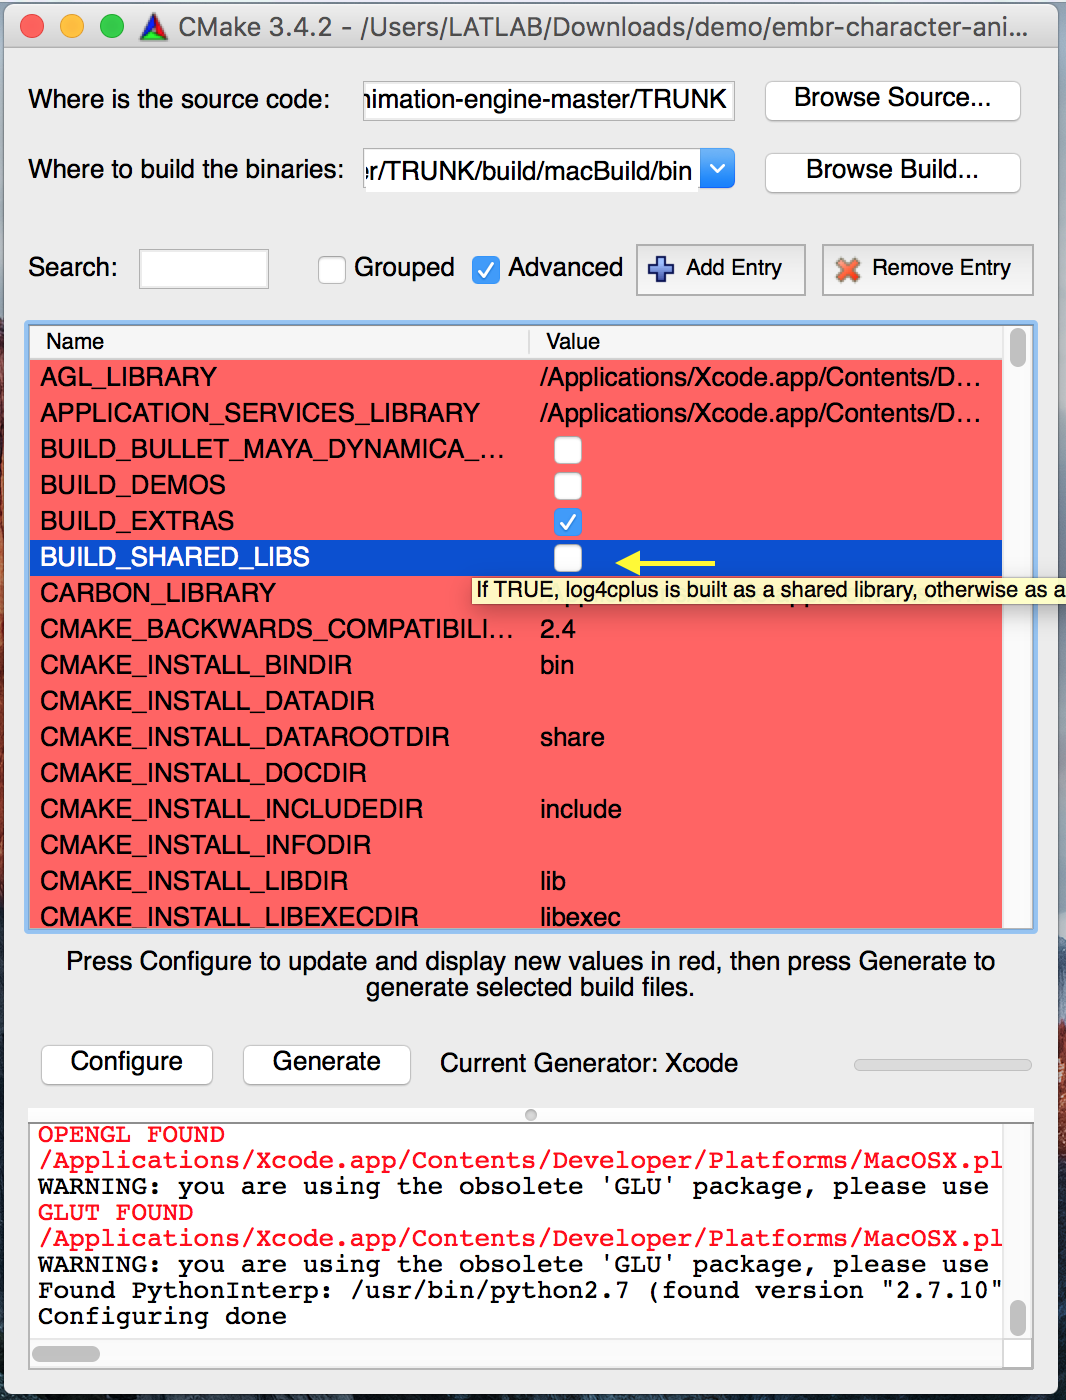 CMake 3.4.2 - /Users/LATLAB/Downloads/demo/embr-character-ani...
Where is the source code: nimation-engine-master/TRUNK Browse Source...
Where to build the binaries: er/TRUNK/build/macBuild/bin Browse Build...
Search: Grouped Advanced Add Entry Remove Entry
Name Value
AGL_LIBRARY /Applications/Xcode.app/Contents/D...
APPLICATION_SERVICES_LIBRARY /Applications/Xcode.app/Contents/D...
BUILD_BULLET_MAYA_DYNAMICA_...
BUILD_DEMOS
BUILD_EXTRAS
BUILD_SHARED_LIBS
CARBON_LIBRARY If TRUE, log4cplus is built as a shared library, otherwise as a
CMAKE_BACKWARDS_COMPATIBILI... 2.4
CMAKE_INSTALL_BINDIR bin
CMAKE_INSTALL_DATADIR
CMAKE_INSTALL_DATAROOTDIR share
CMAKE_INSTALL_DOCDIR
CMAKE_INSTALL_INCLUDEDIR include
CMAKE_INSTALL_INFODIR
CMAKE_INSTALL_LIBDIR lib
CMAKE_INSTALL_LIBEXECDIR libexec
Press Configure to update and display new values in red, then press Generate to
generate selected build files.
Configure Generate Current Generator: Xcode
OPENGL FOUND
/Applications/Xcode.app/Contents/Developer/Platforms/MacOSX.pl
WARNING: you are using the obsolete 'GLU' package, please use
GLUT FOUND
/Applications/Xcode.app/Contents/Developer/Platforms/MacOSX.pl
WARNING: you are using the obsolete 'GLU' package, please use
Found PythonInterp: /usr/bin/python2.7 (found version "2.7.10"
Configuring done